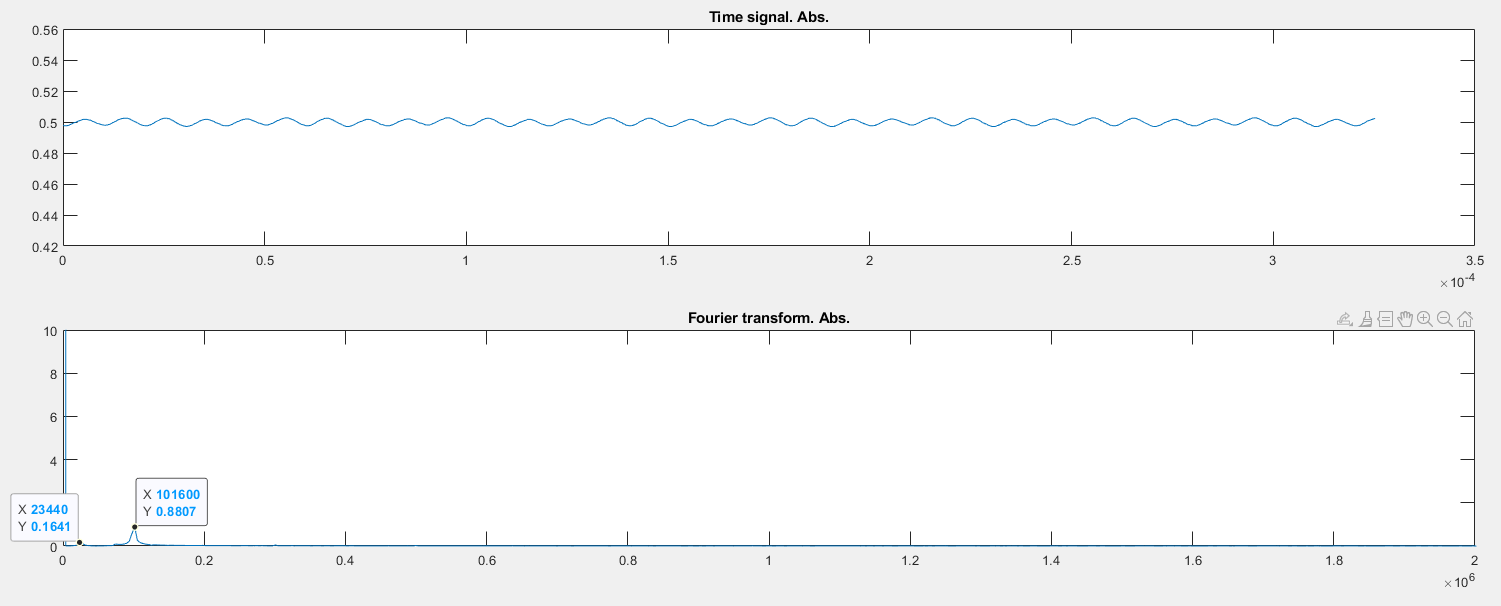 Time signal. Abs.
0.56
0.54
0.52
0.5
0.48
0.46
0.44
0.42
0 0.5 1 1.5 2 2.5 3 3.5
×10-4
Fourier transform. Abs.
10
8
6
4
X 101600
Y 0.8807
X 23440
Y 0.1641
0
0 0.2 0.4 0.6 0.8 1 1.2 1.4 1.6 1.8 2
×106